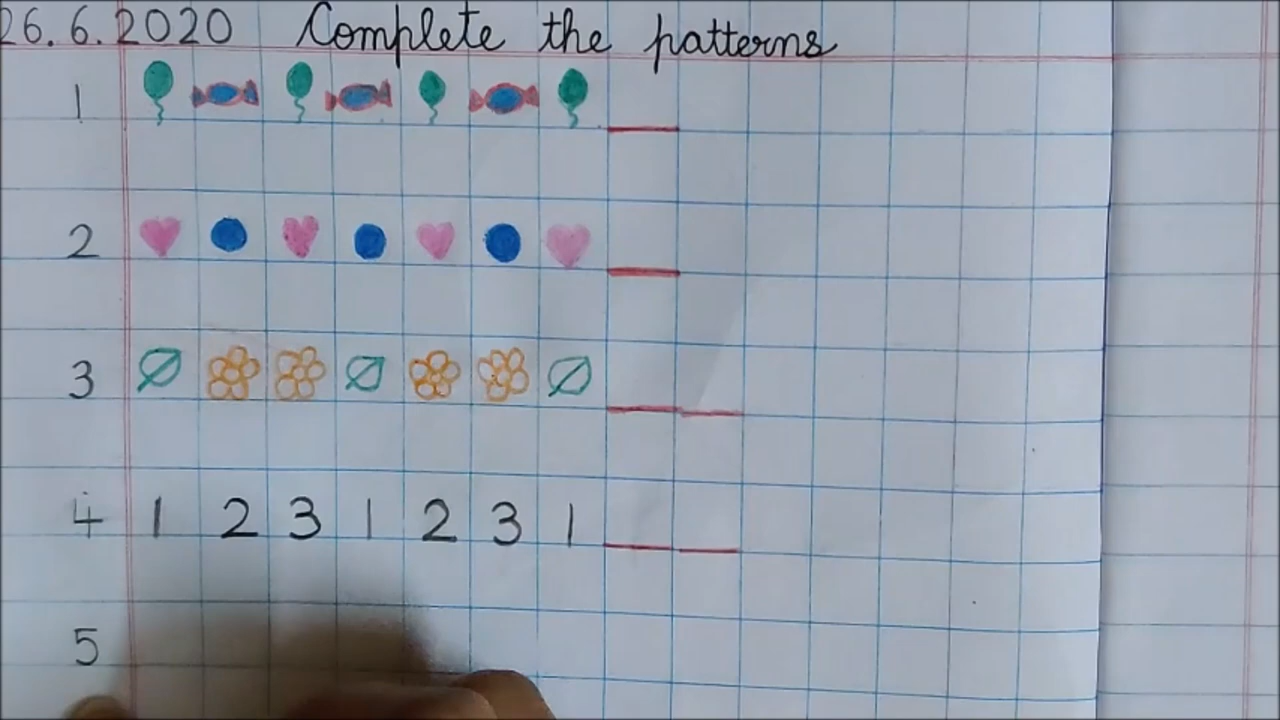 26.6.2020 Complete the patterns
1
2
3
4 1 2 3 1 2 3 1
5